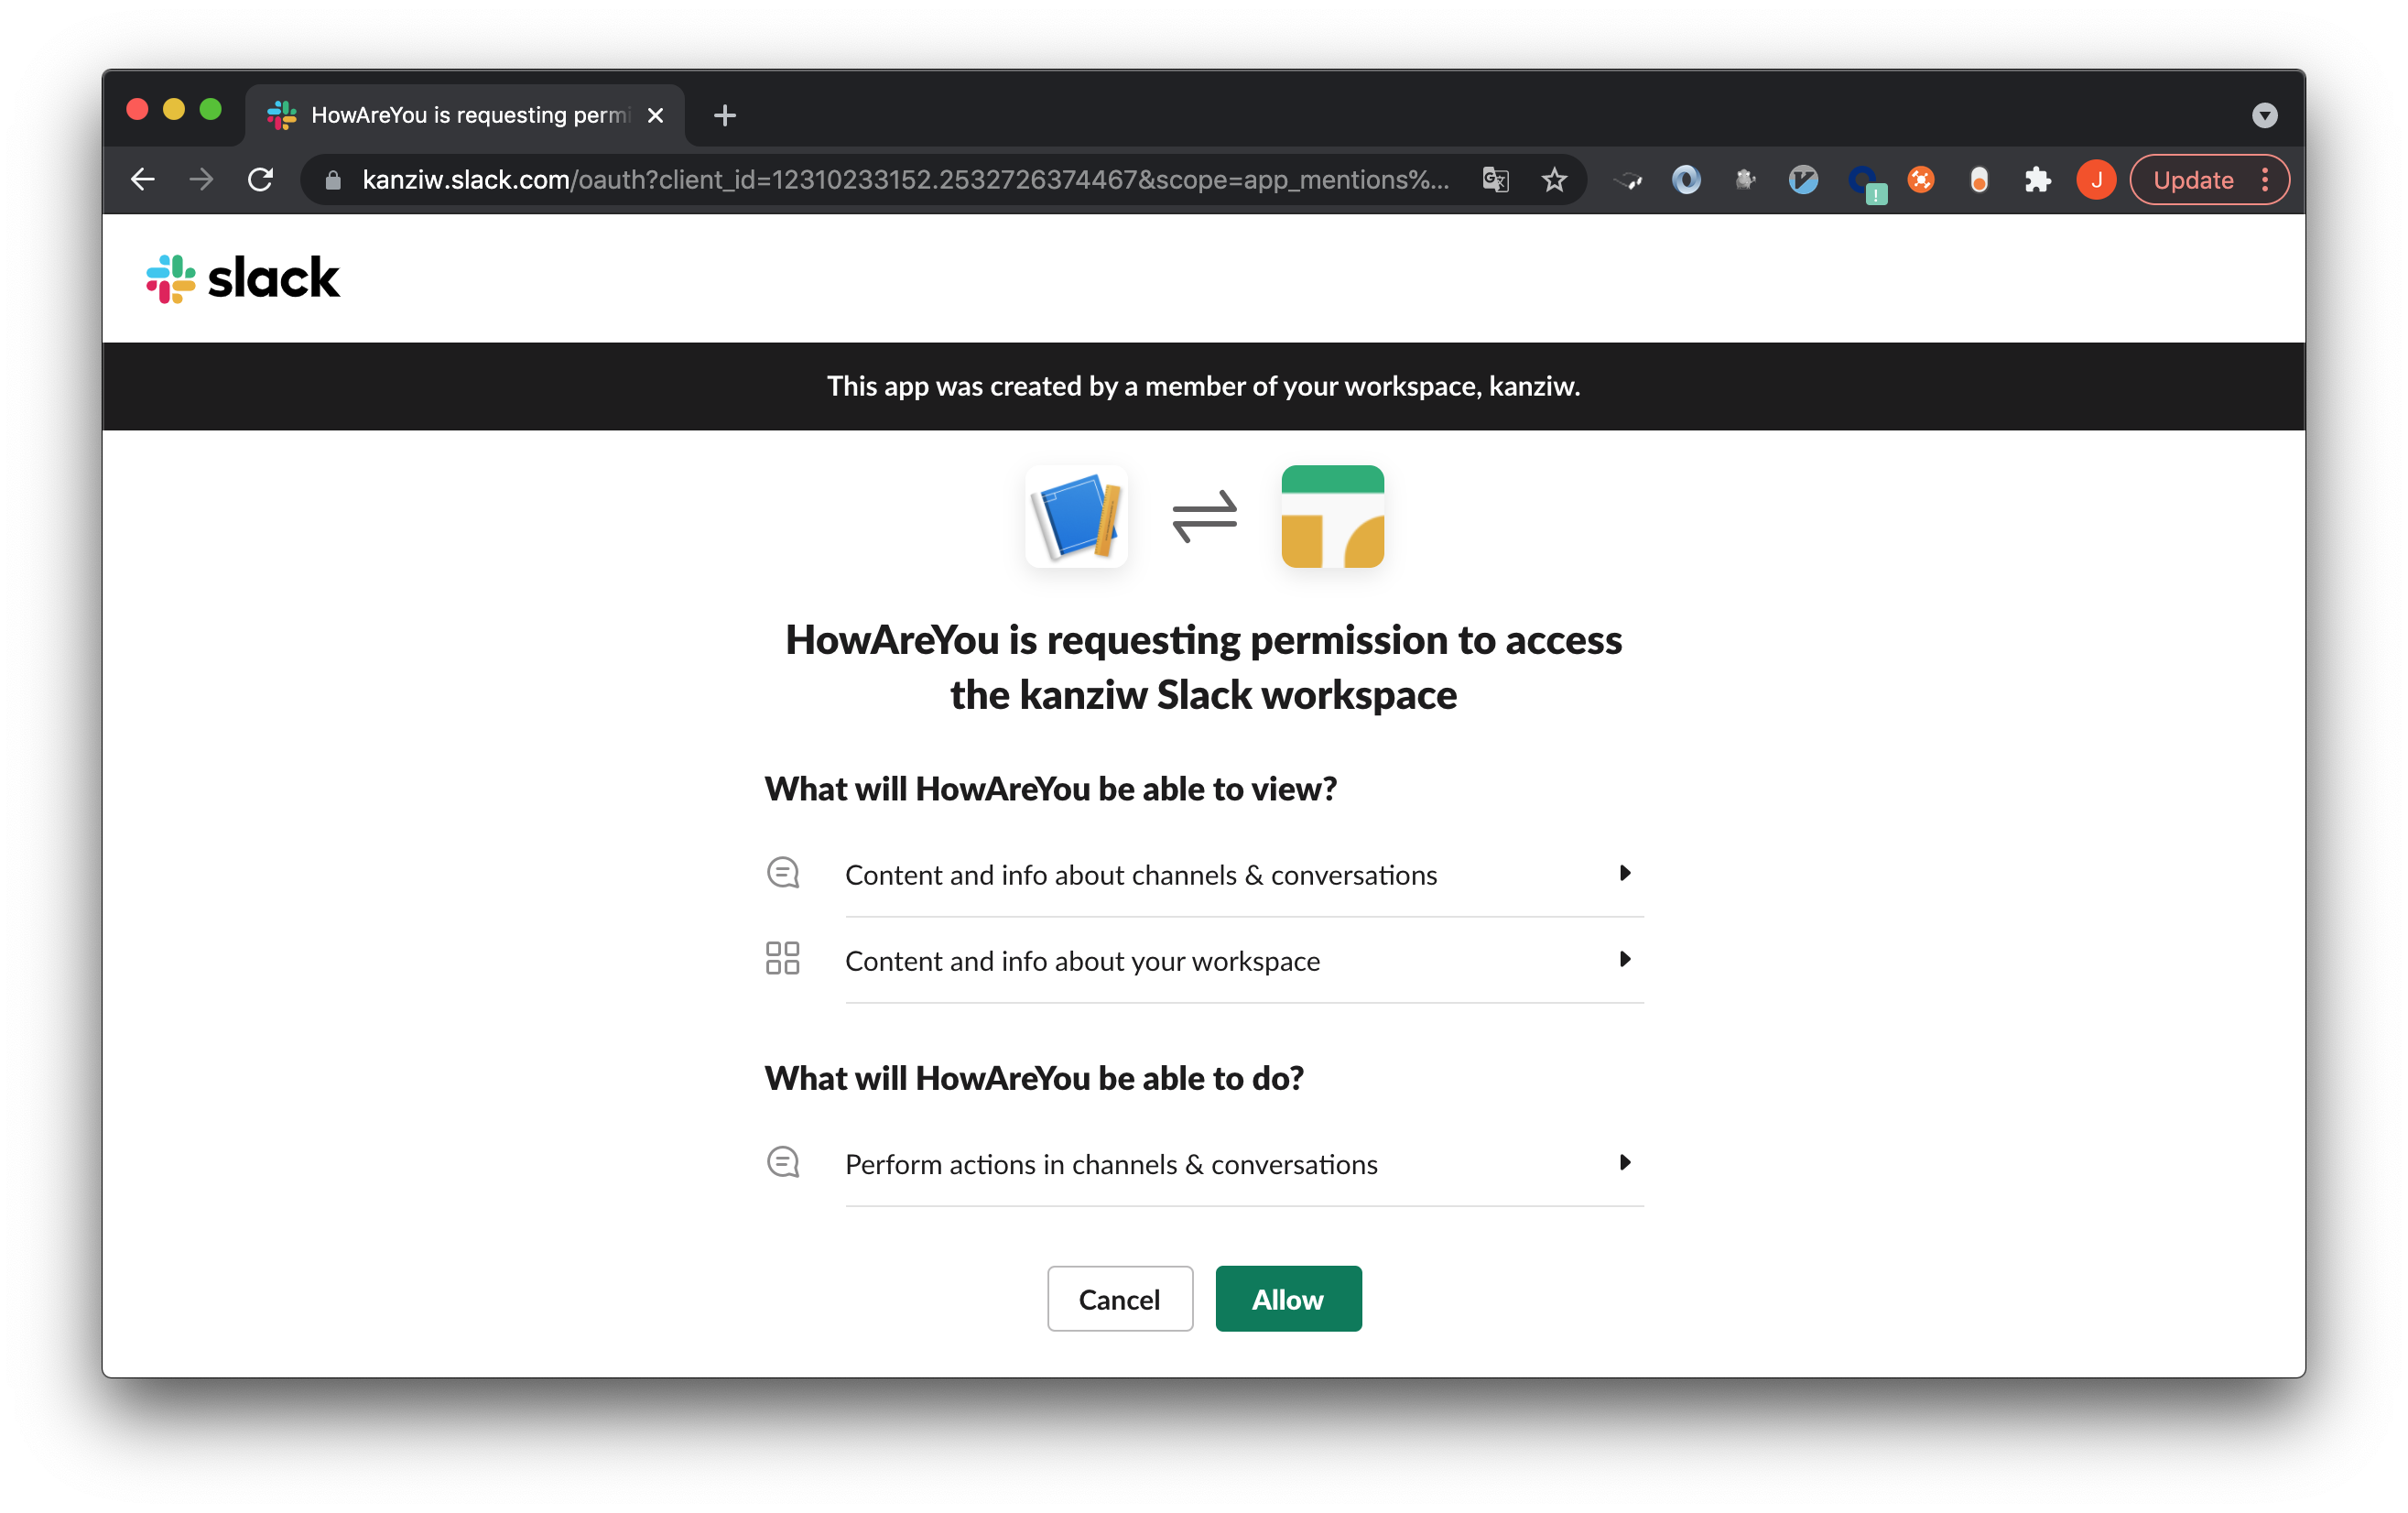 HowAreYou is requesting permi
kanziw.slack.com/oauth?client_id=12310233152.2532726374467&scope=app_mentions%...
J
Update
slack
This app was created by a member of your workspace, kanziw.
HowAreYou is requesting permission to access
the kanziw Slack workspace
What will HowAreYou be able to view?
Content and info about channels & conversations
Content and info about your workspace
What will HowAreYou be able to do?
Perform actions in channels & conversations
Cancel
Allow